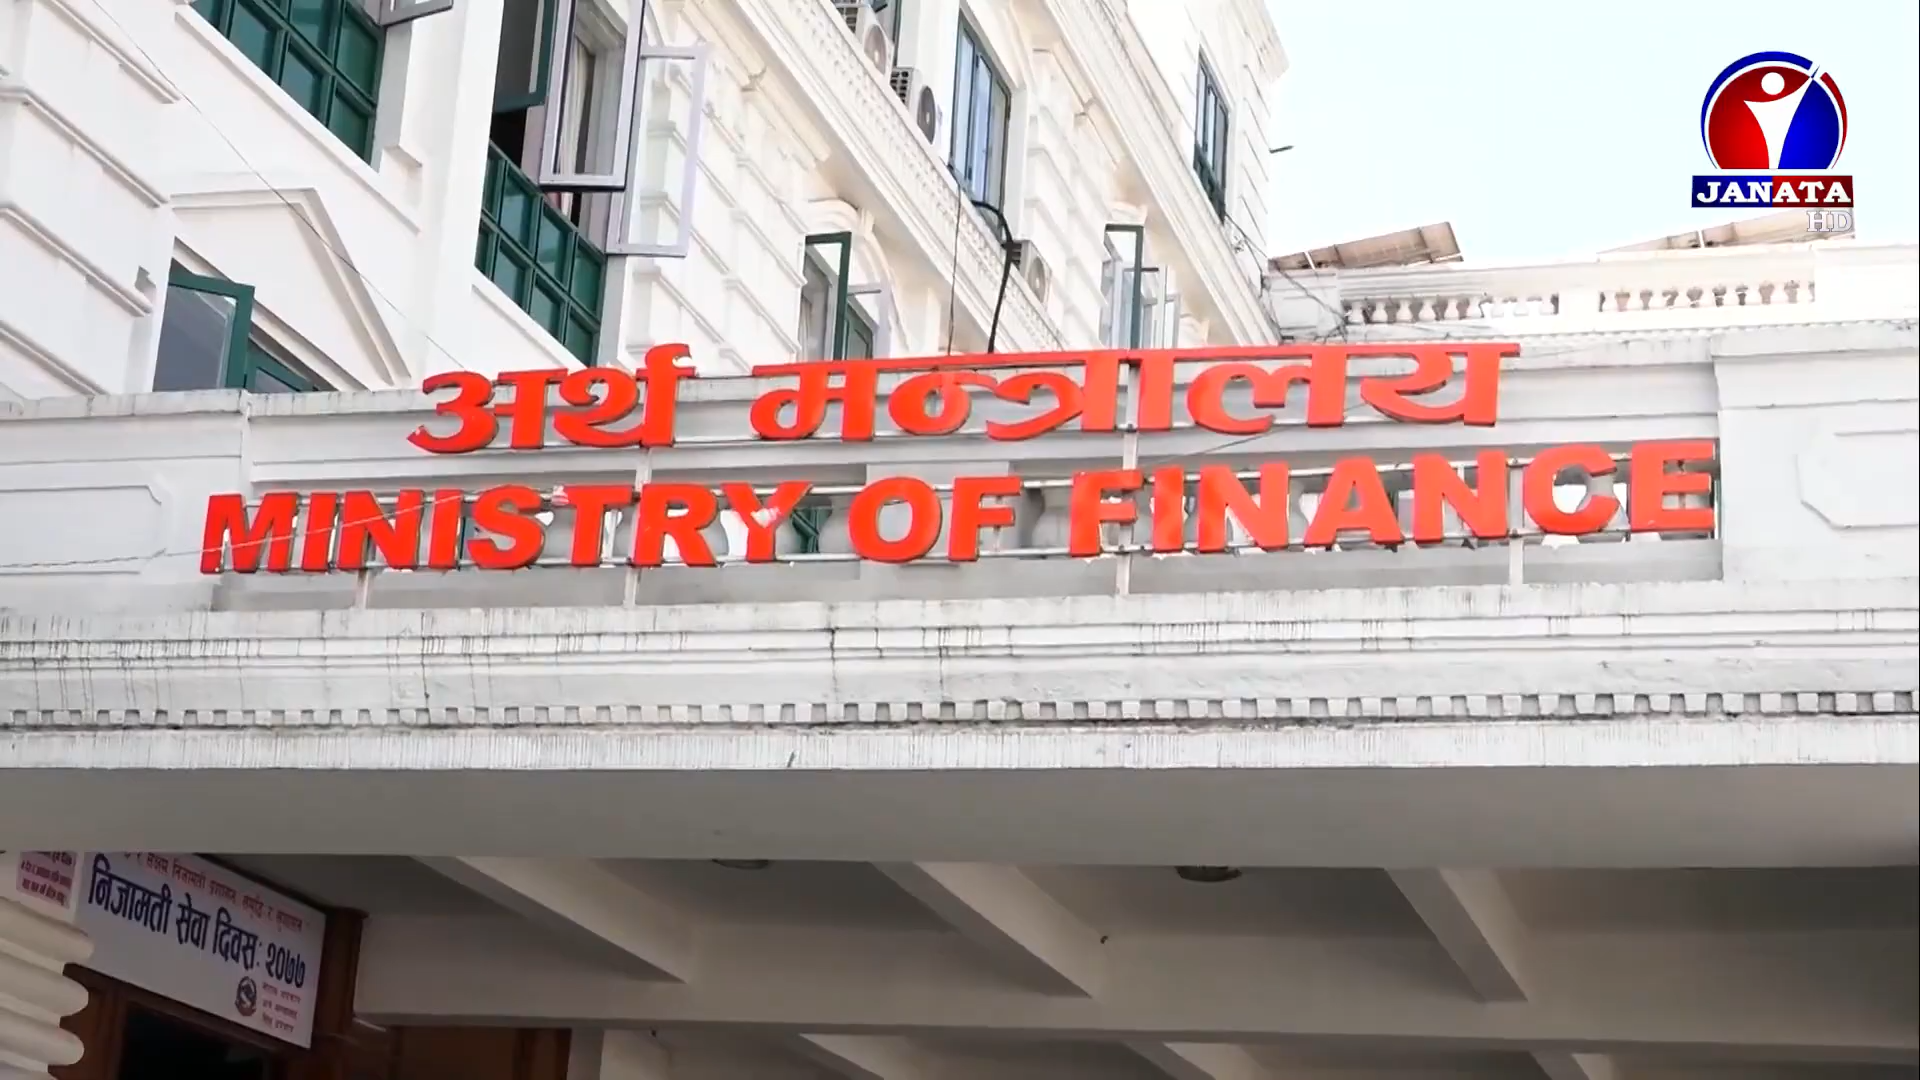 JANATA
HD
अर्थ मन्त्रालय
MINISTRY OF FINANCE
निजामती सेवा दिवस: २०७७